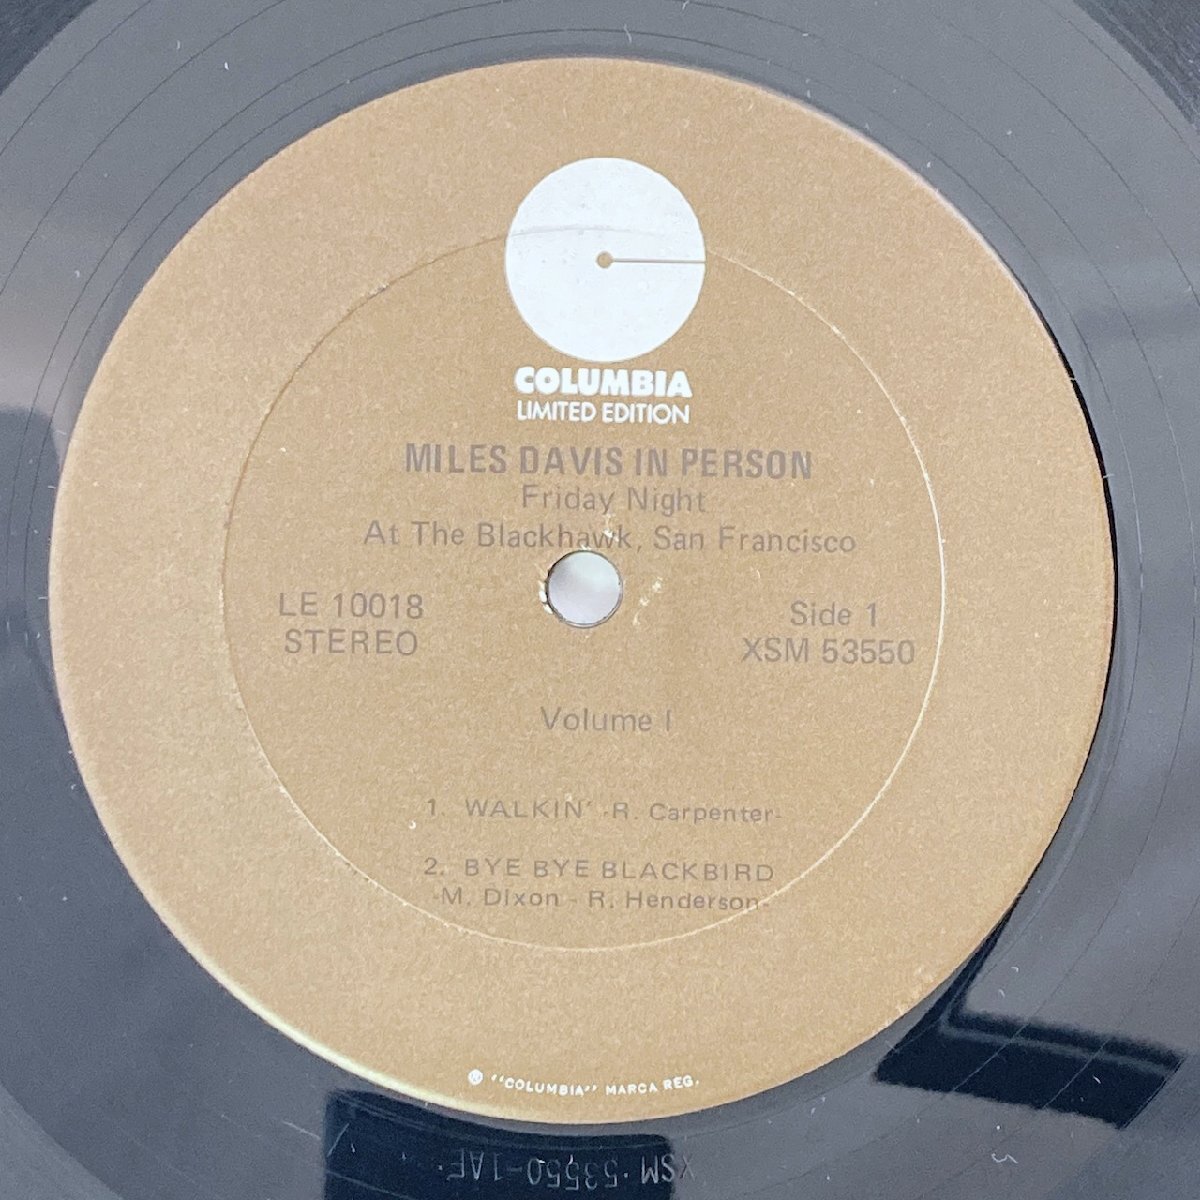 COLUMBIA
LIMITED EDITION
MILES DAVIS IN PERSON
Friday Night
At The Blackhawk, San Francisco
LE 10018
STEREO
Side 1
XSM 53550
Volume I
1. WALKIN' -R. Carpenter-
2. BYE BYE BLACKBIRD
-M. Dixon - R. Henderson-
® "COLUMBIA" MARCA REG.
XSM·53550-1AF·